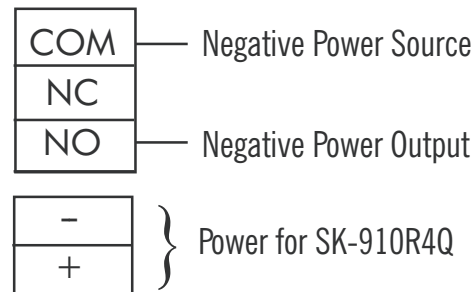 COM Negative Power Source
NC
NO Negative Power Output
–
+
Power for SK-910R4Q